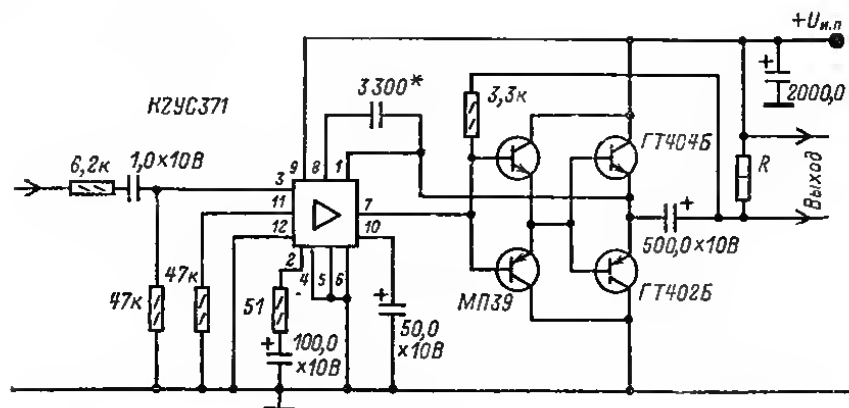 +Uи.п
К2УС371
3300*
3,3к
2000,0
ГТ404Б
6,2к
1,0×10В
9
8
1
3
11
12
7
10
2
4
5
6
R
Выход
500,0×10В
МП39
ГТ402Б
47к
47к
51
100,0
×10В
50,0
×10В